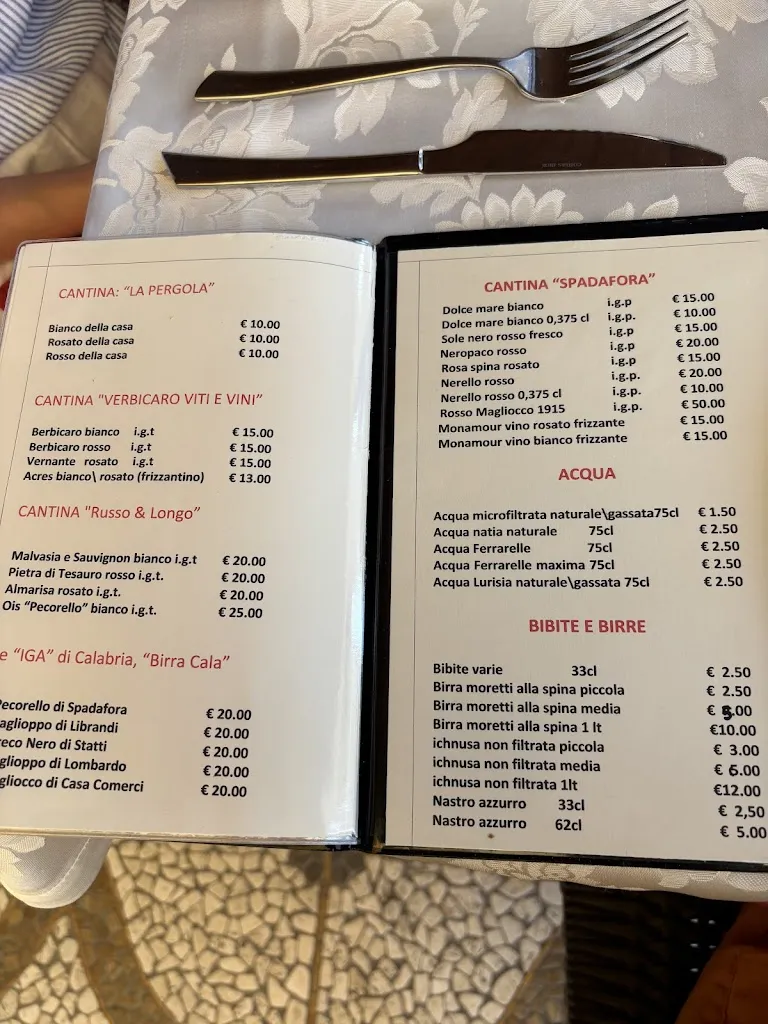 CANTINA: “LA PERGOLA”
Bianco della casa € 10.00
Rosato della casa € 10.00
Rosso della casa € 10.00
CANTINA "VERBICARO VITI E VINI”
Berbicaro bianco i.g.t € 15.00
Berbicaro rosso i.g.t € 15.00
Vernante rosato i.g.t € 15.00
Acres bianco\ rosato (frizzantino) € 13.00
CANTINA "Russo & Longo”
Malvasia e Sauvignon bianco i.g.t € 20.00
Pietra di Tesauro rosso i.g.t. € 20.00
Almarisa rosato i.g.t. € 20.00
Ois “Pecorello” bianco i.g.t. € 25.00
e “IGA” di Calabria, “Birra Cala”
Pecorello di Spadafora € 20.00
aglioppo di Librandi € 20.00
reco Nero di Statti € 20.00
glioppo di Lombardo € 20.00
gliocco di Casa Comerci € 20.00
CANTINA “SPADAFORA”
Dolce mare bianco i.g.p € 15.00
Dolce mare bianco 0,375 cl i.g.p. € 10.00
Sole nero rosso fresco i.g.p € 15.00
Neropaco rosso i.g.p. € 20.00
Rosa spina rosato i.g.p € 15.00
Nerello rosso i.g.p. € 20.00
Nerello rosso 0,375 cl i.g.p. € 10.00
Rosso Magliocco 1915 i.g.p. € 50.00
Monamour vino rosato frizzante € 15.00
Monamour vino bianco frizzante € 15.00
ACQUA
Acqua microfiltrata naturale\gassata75cl € 1.50
Acqua natia naturale 75cl € 2.50
Acqua Ferrarelle 75cl € 2.50
Acqua Ferrarelle maxima 75cl € 2.50
Acqua Lurisia naturale\gassata 75cl € 2.50
BIBITE E BIRRE
Bibite varie 33cl € 2.50
Birra moretti alla spina piccola € 2.50
Birra moretti alla spina media € 5.00
Birra moretti alla spina 1 lt €10.00
ichnusa non filtrata piccola € 3.00
ichnusa non filtrata media € 6.00
ichnusa non filtrata 1lt €12.00
Nastro azzurro 33cl € 2,50
Nastro azzurro 62cl € 5.00